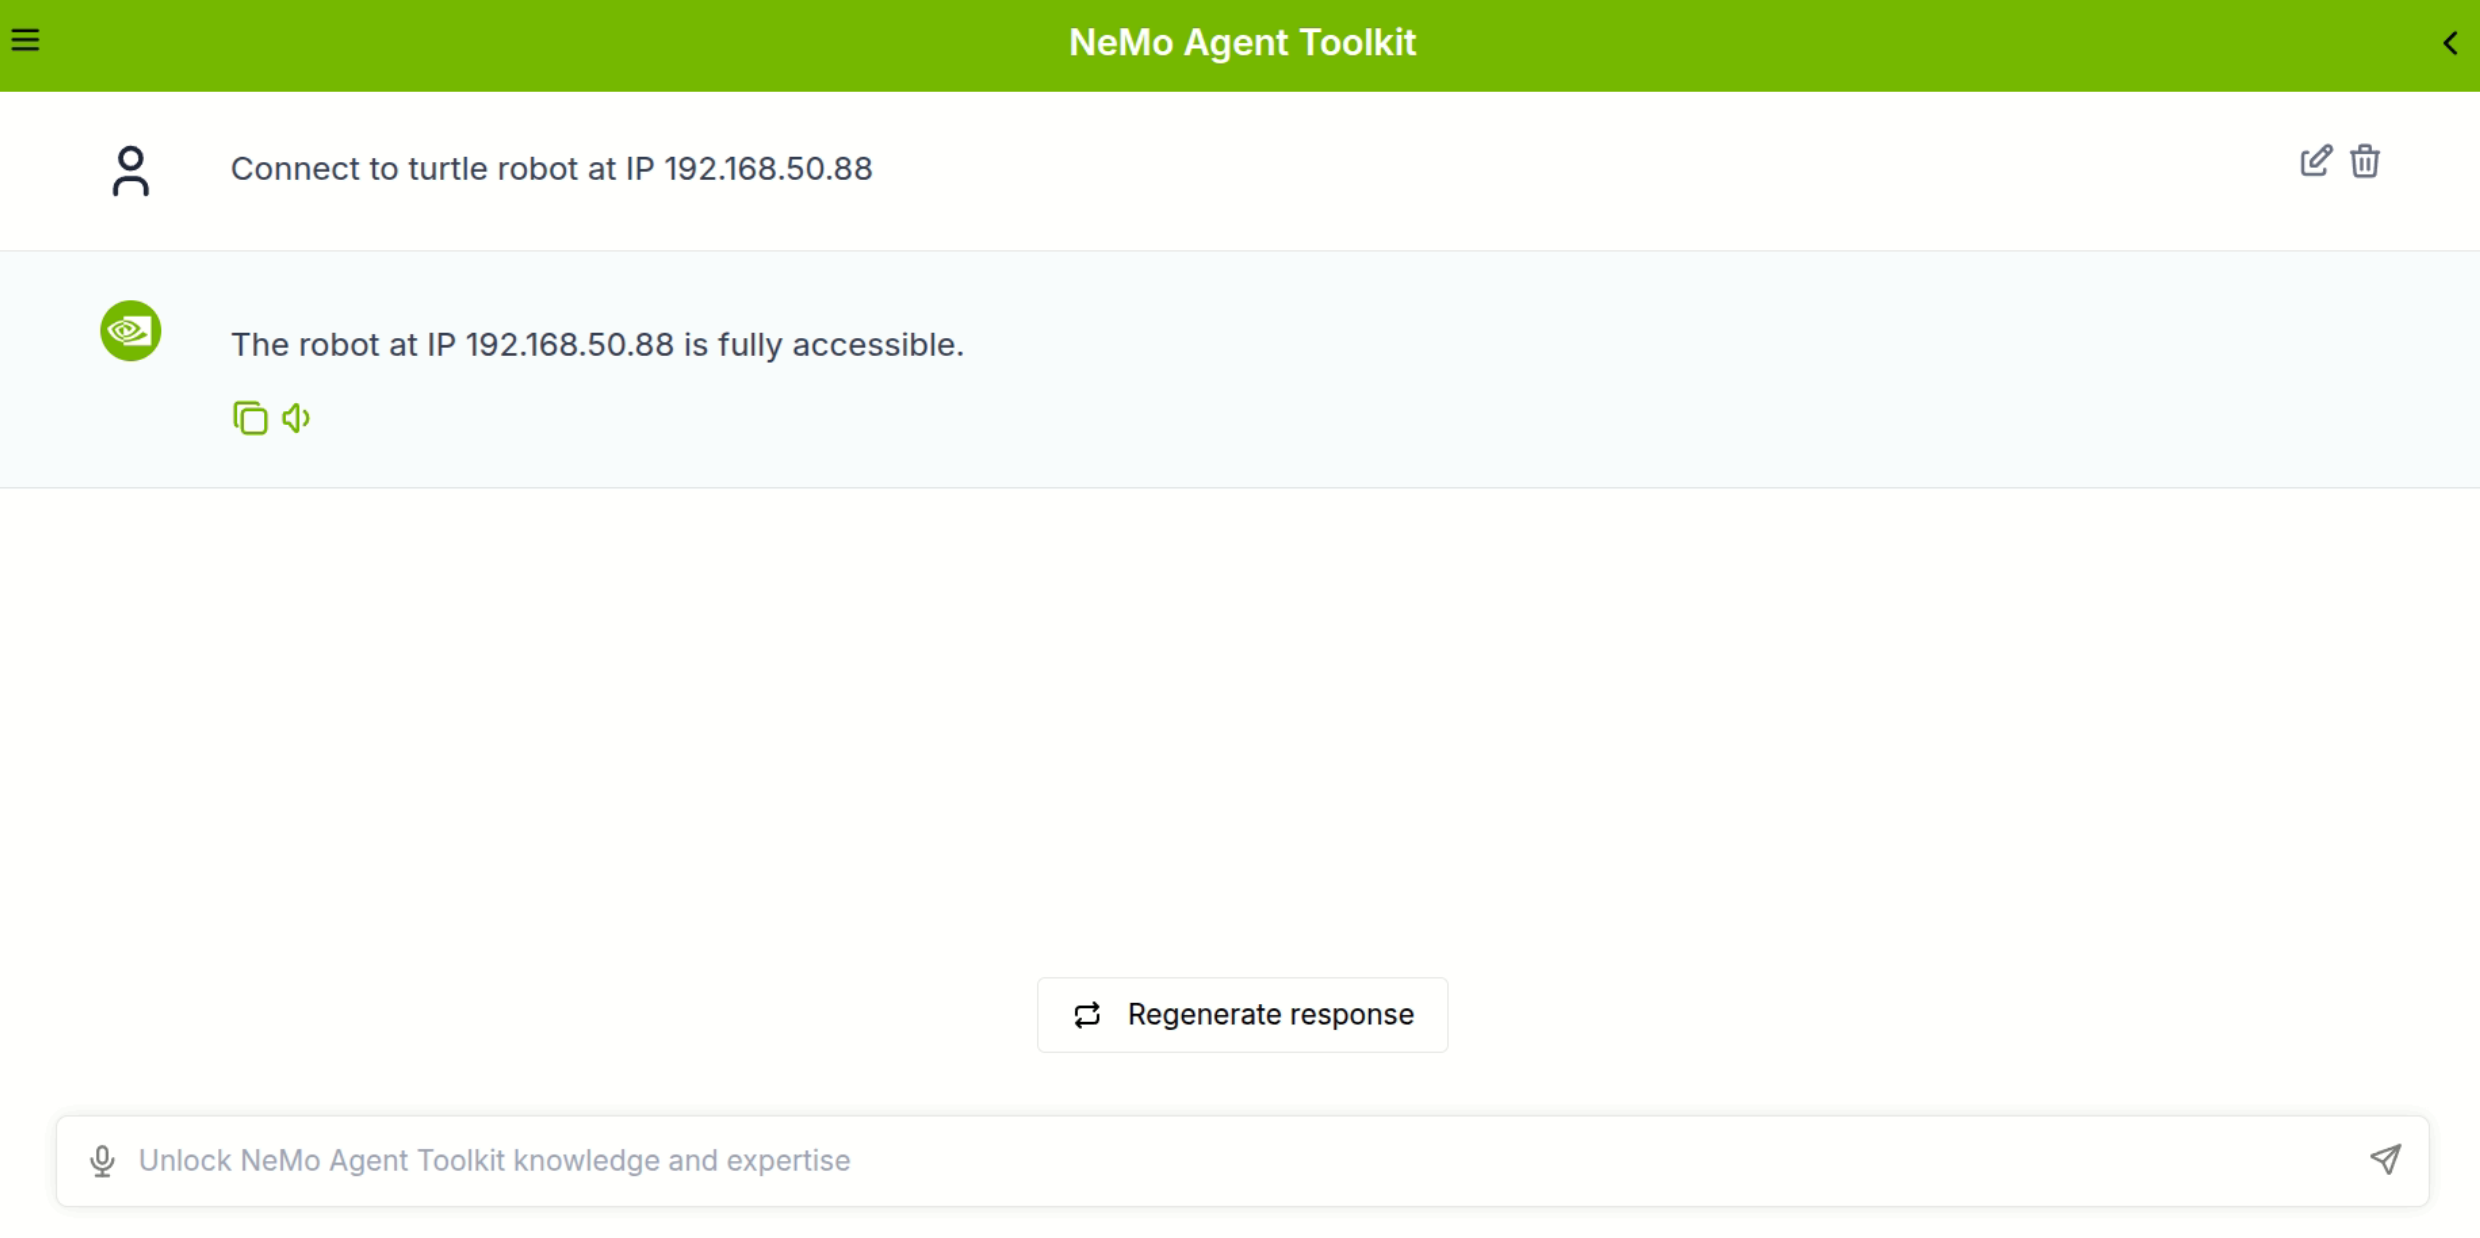 NeMo Agent Toolkit
Connect to turtle robot at IP 192.168.50.88
The robot at IP 192.168.50.88 is fully accessible.
Regenerate response
Unlock NeMo Agent Toolkit knowledge and expertise